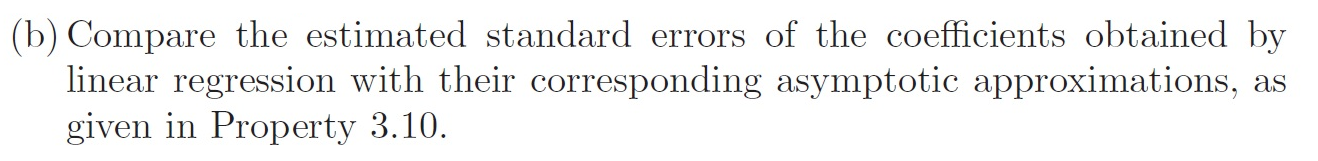 (b) Compare the estimated standard errors of the coefficients obtained by
linear regression with their corresponding asymptotic approximations, as
given in Property 3.10.